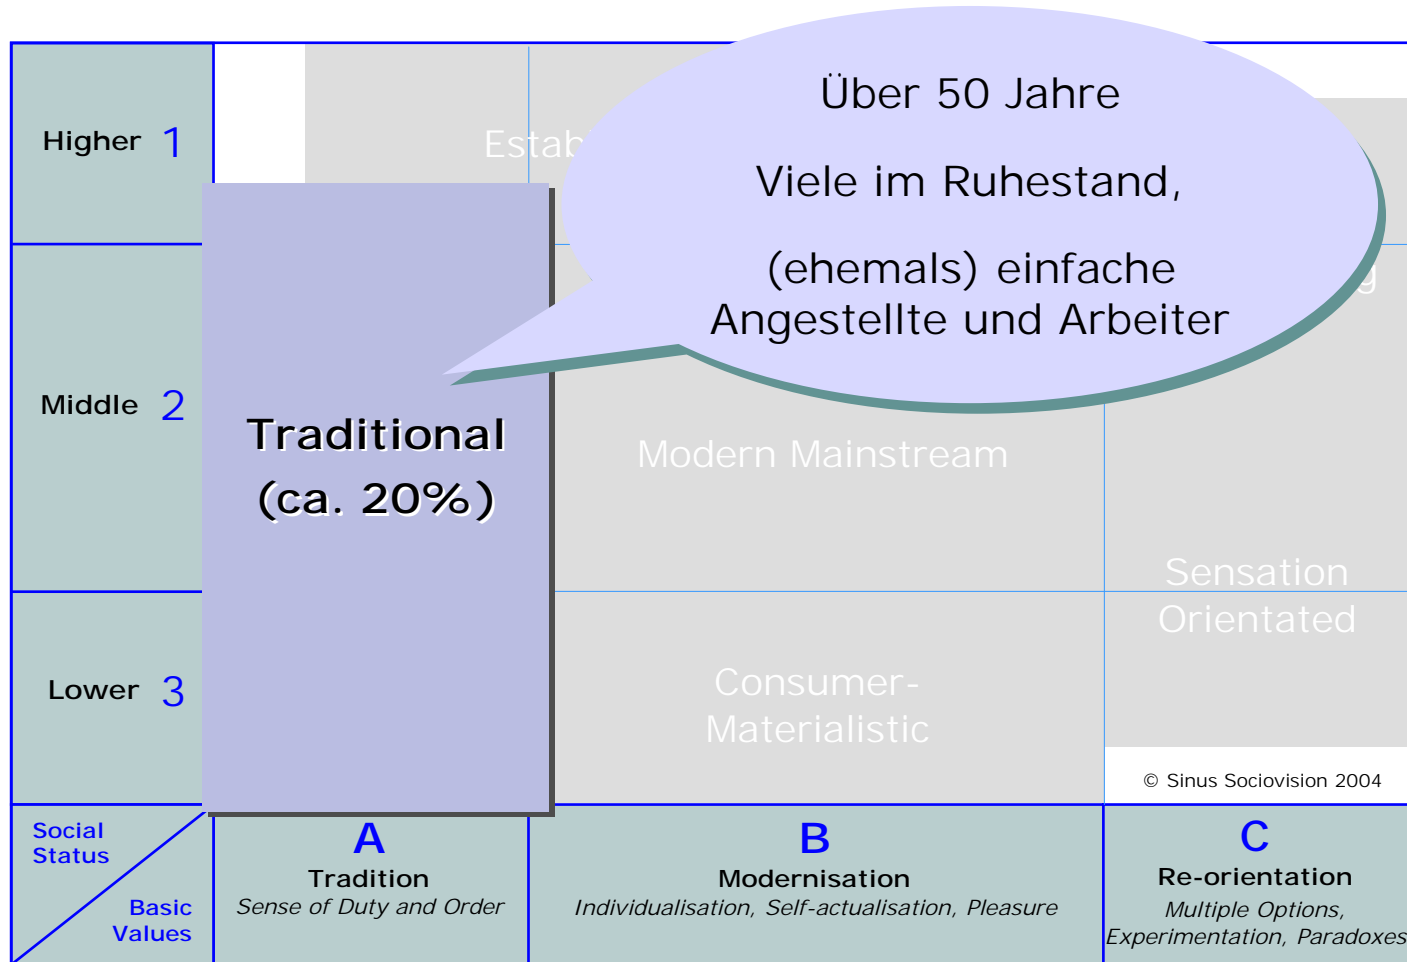 Über 50 Jahre
Viele im Ruhestand,
(ehemals) einfache
Angestellte und Arbeiter
Higher 1
Middle 2
Lower 3
Traditional
(ca. 20%)
Modern Mainstream
Sensation
Orientated
Consumer-
Materialistic
© Sinus Sociovision 2004
Social
Status
Basic
Values
A
Tradition
Sense of Duty and Order
B
Modernisation
Individualisation, Self-actualisation, Pleasure
C
Re-orientation
Multiple Options,
Experimentation, Paradoxes